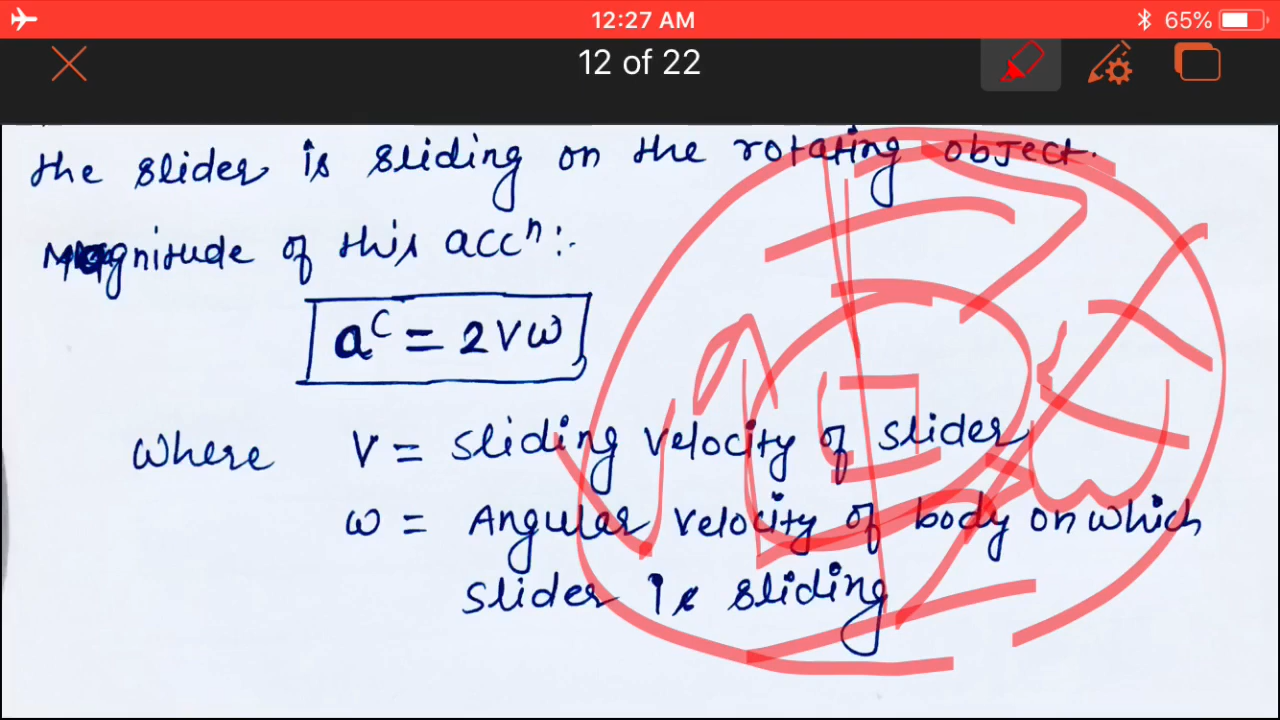 12:27 AM
65%
12 of 22
the slider is sliding on the rotating object.
Magnitude of this accⁿ :-
aᶜ = 2Vω
where V = sliding velocity of slider
ω = Angular velocity of body on which
slider is sliding